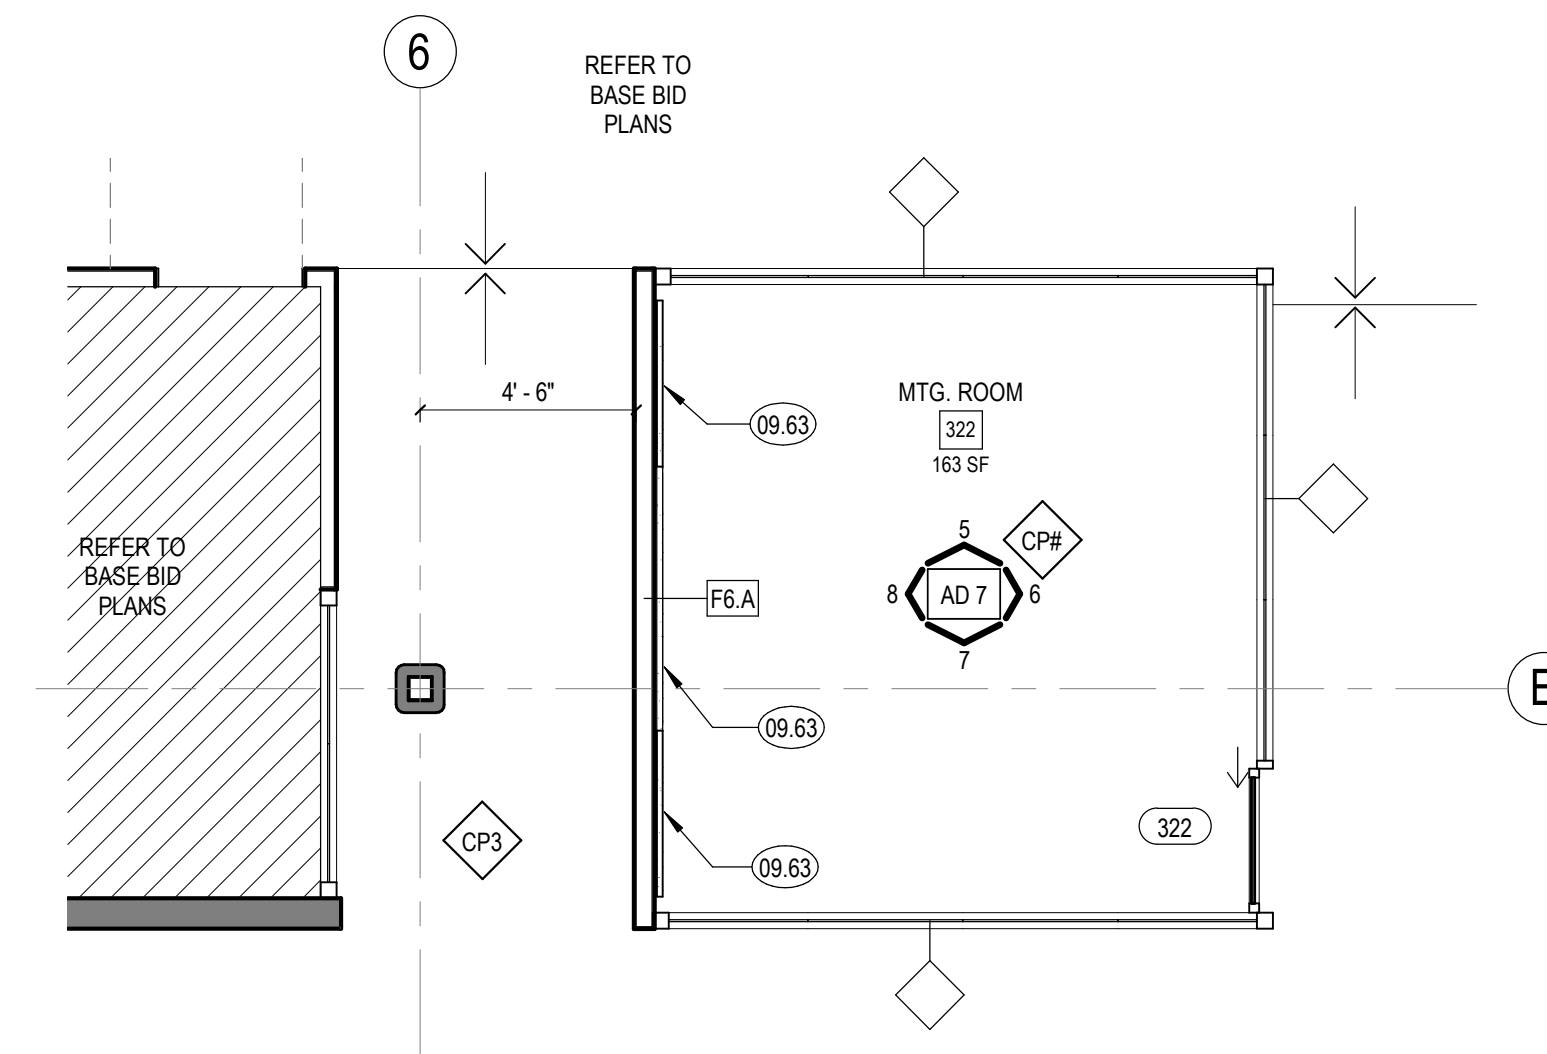 6
REFER TO
BASE BID
PLANS
4' - 6"
09.63
MTG. ROOM
322
163 SF
REFER TO
BASE BID
PLANS
5
CP#
8
AD 7
6
7
F6.A
09.63
322
CP3
09.63